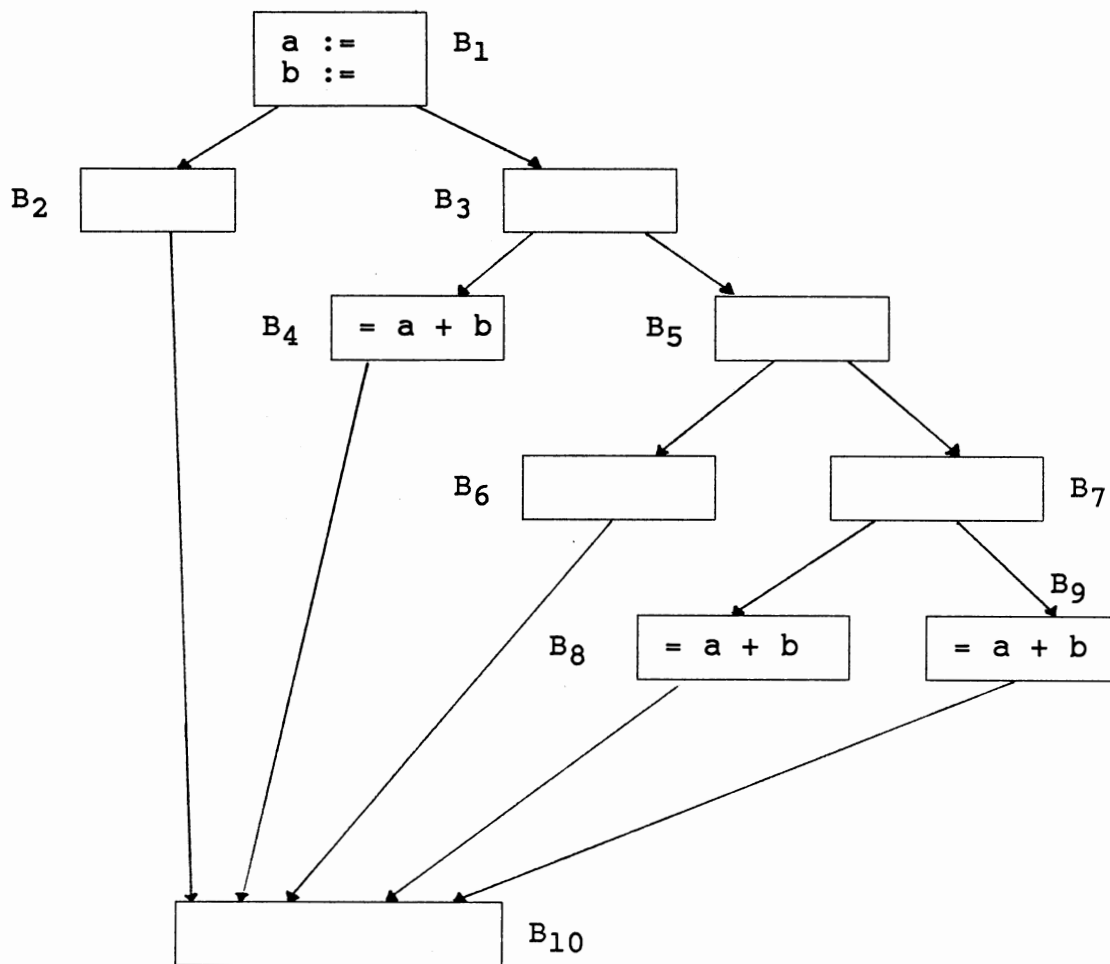 a :=
b :=
B1
B2
B3
B4
= a + b
B5
B6
B7
B9
B8
= a + b
= a + b
B10